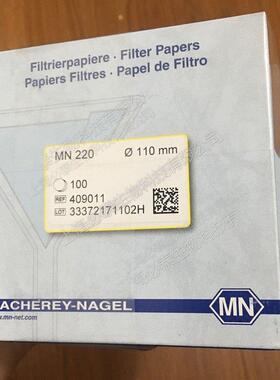 Filtrierpapiere · Filter Papers
Papiers Filtres · Papel de Filtro
MN 220 Ø 110 mm
100
REF 409011
LOT 33372171102H
ACHEREY-NAGEL
www.mn-net.com
MN